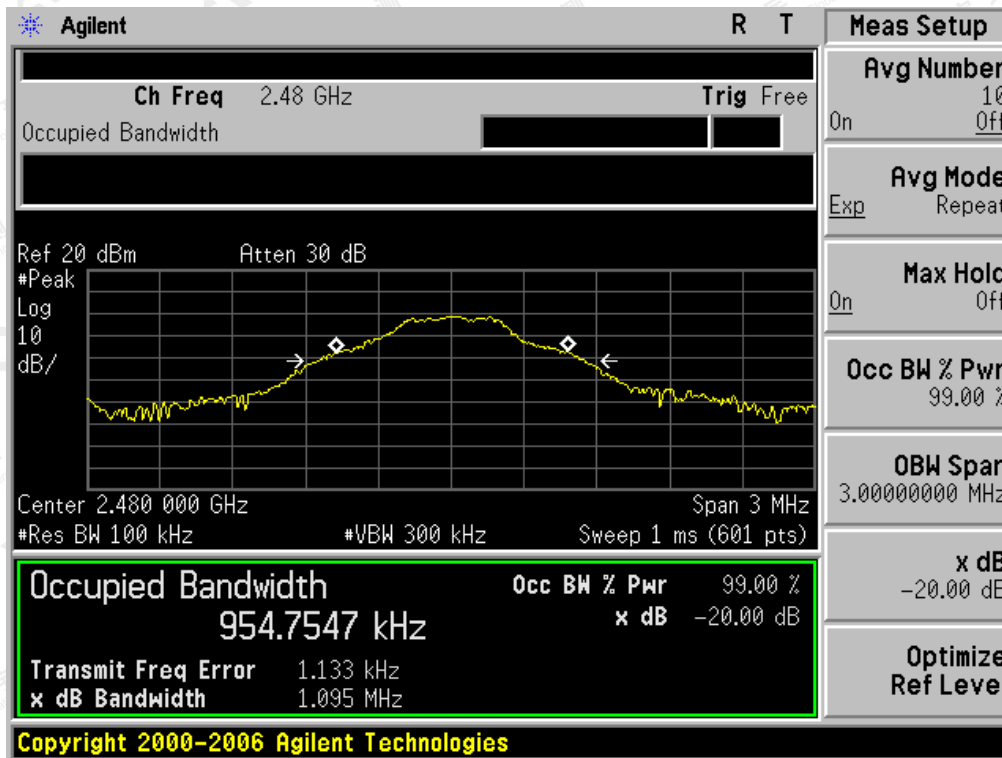 Agilent R T
Ch Freq 2.48 GHz Trig Free
Occupied Bandwidth
Ref 20 dBm Atten 30 dB
#Peak
Log
10
dB/
Center 2.480 000 GHz Span 3 MHz
#Res BW 100 kHz #VBW 300 kHz Sweep 1 ms (601 pts)
Occupied Bandwidth
954.7547 kHz
Occ BW % Pwr 99.00 %
x dB -20.00 dB
Transmit Freq Error 1.133 kHz
x dB Bandwidth 1.095 MHz
Copyright 2000-2006 Agilent Technologies
Meas Setup
Avg Number
10
On Off
Avg Mode
Exp Repeat
Max Hold
On Off
Occ BW % Pwr
99.00 %
OBW Span
3.00000000 MHz
x dB
-20.00 dB
Optimize
Ref Level